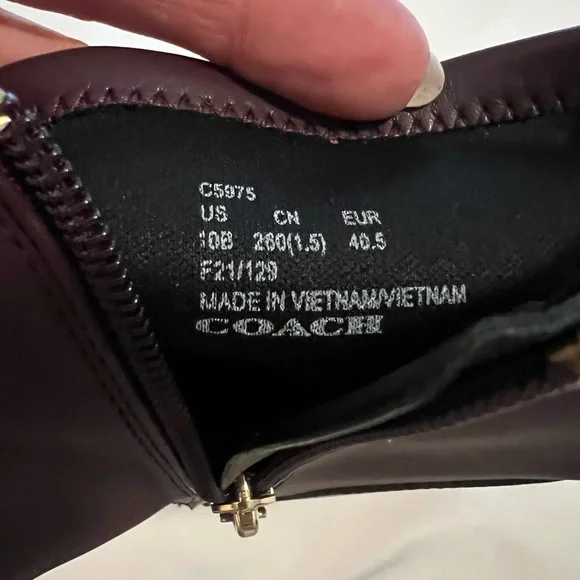 C5975
US CN EUR
10B 260(1.5) 40.5
F21/129
MADE IN VIETNAM/VIETNAM
COACH